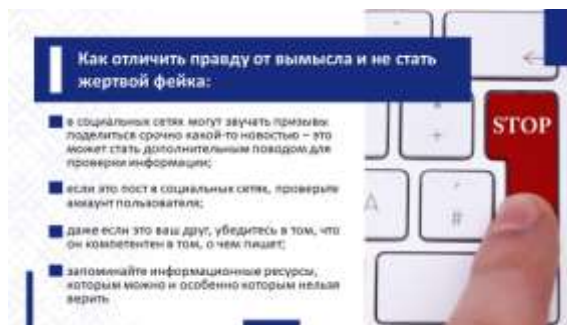 Как отличить правду от вымысла и не стать
жертвой фейка:
в социальных сетях могут звучать призывы
поделиться срочно какой-то новостью – это
может стать дополнительным поводом для
проверки информации;
если это пост в социальных сетях, проверьте
аккаунт пользователя;
даже если это ваш друг, убедитесь в том, что
он компетентен в том, о чем пишет;
запоминайте информационные ресурсы,
которым можно и особенно которым нельзя
верить
STOP
A
#
+